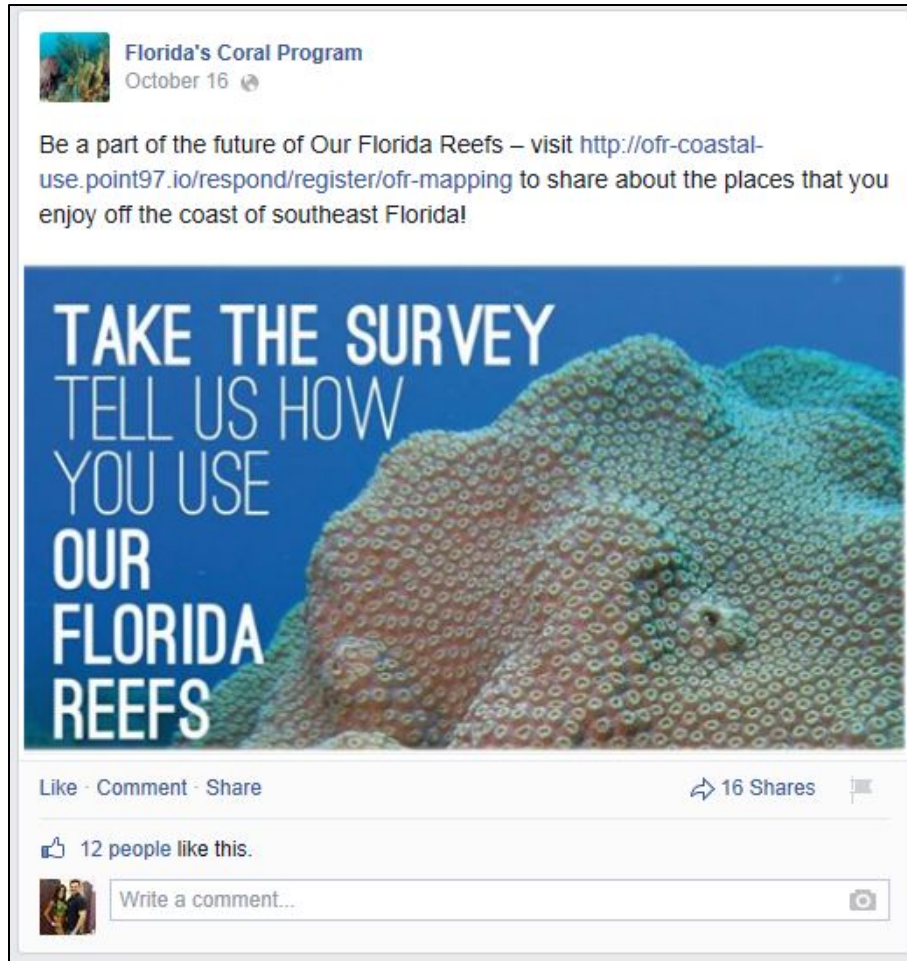 Florida's Coral Program
October 16
Be a part of the future of Our Florida Reefs – visit http://ofr-coastal-
use.point97.io/respond/register/ofr-mapping to share about the places that you
enjoy off the coast of southeast Florida!
TAKE THE SURVEY
TELL US HOW
YOU USE
OUR
FLORIDA
REEFS
Like · Comment · Share 16 Shares
12 people like this.
Write a comment...